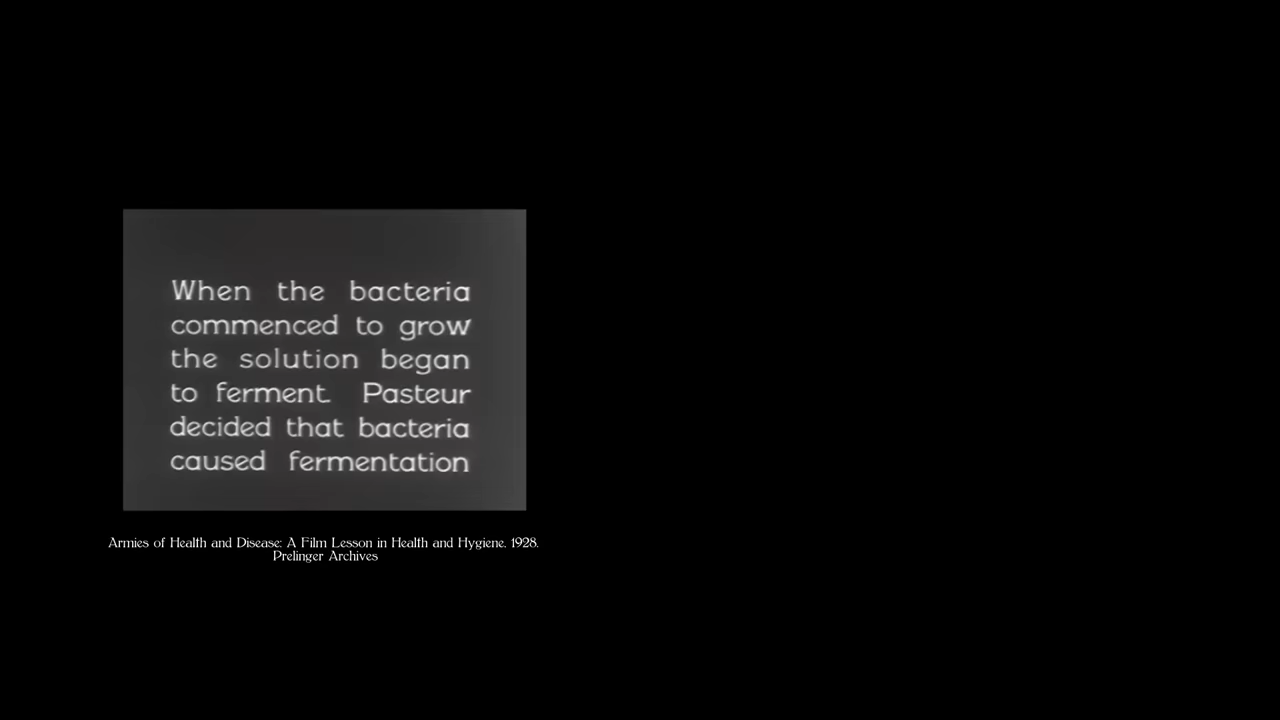 When the bacteria
commenced to grow
the solution began
to ferment. Pasteur
decided that bacteria
caused fermentation
Armies of Health and Disease: A Film Lesson in Health and Hygiene, 1928.
Prelinger Archives